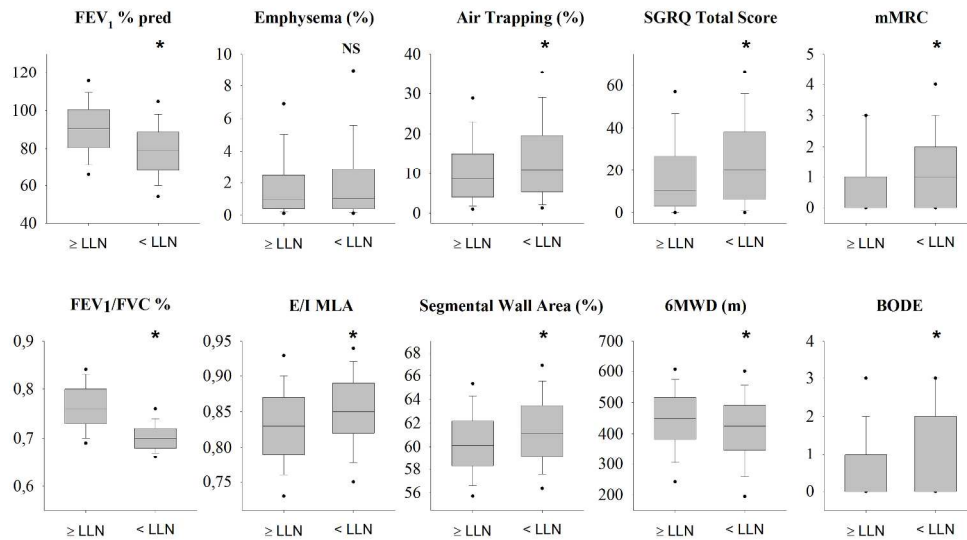 FEV1 % pred
Emphysema (%)
Air Trapping (%)
SGRQ Total Score
mMRC
*
NS
*
*
*
120
100
80
60
40
10
8
6
4
2
0
40
30
20
10
0
60
40
20
0
5
4
3
2
1
0
≥ LLN
< LLN
≥ LLN
< LLN
≥ LLN
< LLN
≥ LLN
< LLN
≥ LLN
< LLN
FEV1/FVC %
E/I MLA
Segmental Wall Area (%)
6MWD (m)
BODE
*
*
*
*
*
0,9
0,8
0,7
0,6
0,95
0,90
0,85
0,80
0,75
68
66
64
62
60
58
56
700
600
500
400
300
200
4
3
2
1
0
≥ LLN
< LLN
≥ LLN
< LLN
≥ LLN
< LLN
≥ LLN
< LLN
≥ LLN
< LLN